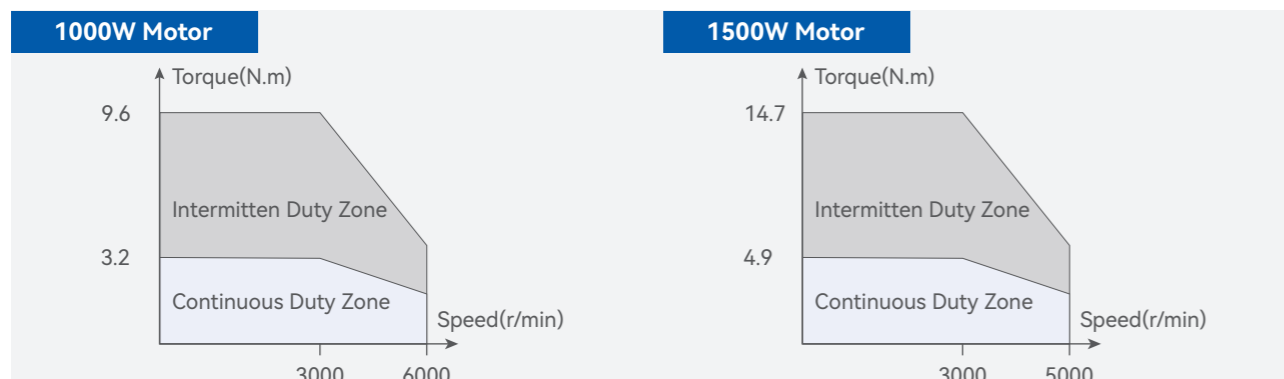 1000W Motor
Torque(N.m)
9.6
Intermitten Duty Zone
3.2
Continuous Duty Zone
Speed(r/min)
3000 6000
1500W Motor
Torque(N.m)
14.7
Intermitten Duty Zone
4.9
Continuous Duty Zone
Speed(r/min)
3000 5000